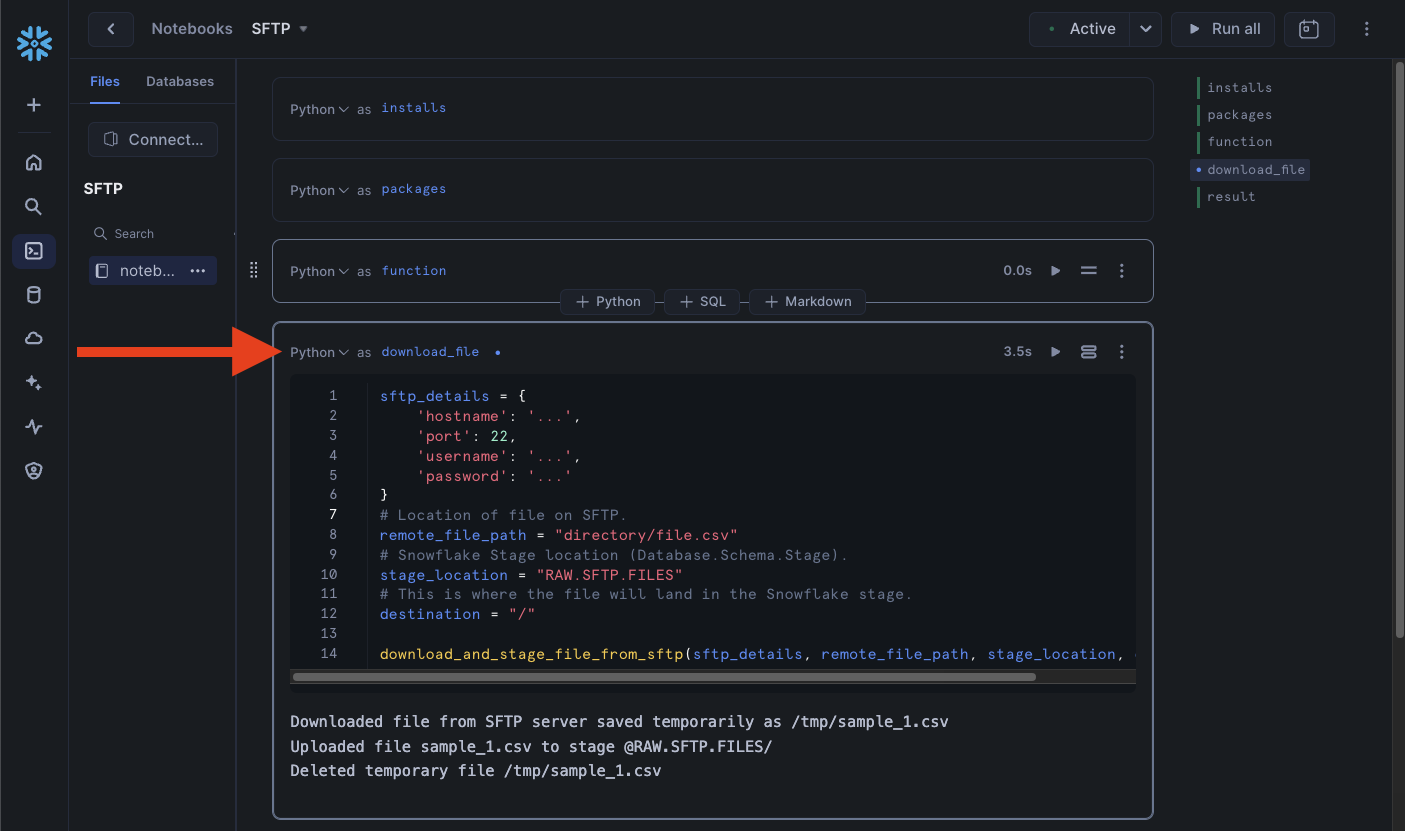 Notebooks SFTP
Active
Run all
Files Databases
Connect...
SFTP
Search
noteb...
Python as installs
Python as packages
Python as function
0.0s
Python
SQL
Markdown
Python as download_file
3.5s
1 sftp_details = {
2 'hostname': '...',
3 'port': 22,
4 'username': '...',
5 'password': '...'
6 }
7 # Location of file on SFTP.
8 remote_file_path = "directory/file.csv"
9 # Snowflake Stage location (Database.Schema.Stage).
10 stage_location = "RAW.SFTP.FILES"
11 # This is where the file will land in the Snowflake stage.
12 destination = "/"
13
14 download_and_stage_file_from_sftp(sftp_details, remote_file_path, stage_location,
Downloaded file from SFTP server saved temporarily as /tmp/sample_1.csv
Uploaded file sample_1.csv to stage @RAW.SFTP.FILES/
Deleted temporary file /tmp/sample_1.csv
installs
packages
function
download_file
result